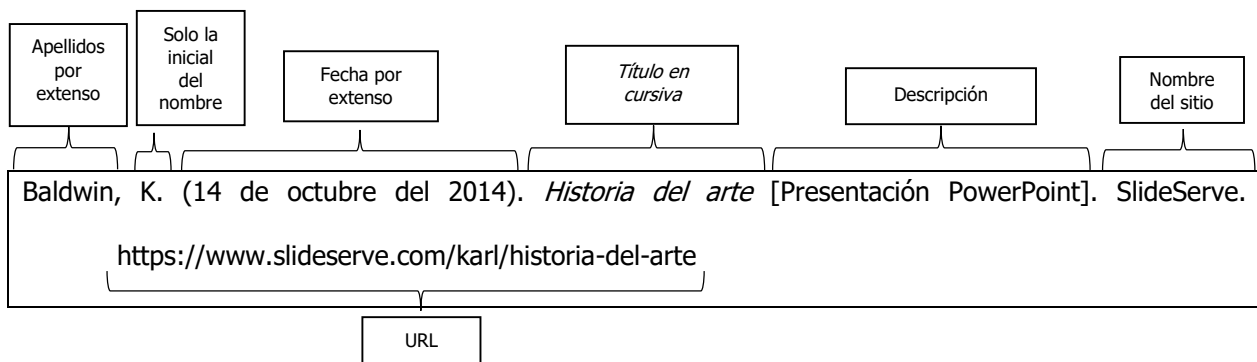 Apellidos
por
extenso
Solo la
inicial
del
nombre
Fecha por
extenso
Título en
cursiva
Descripción
Nombre
del sitio
Baldwin, K. (14 de octubre del 2014). Historia del arte [Presentación PowerPoint]. SlideServe.
https://www.slideserve.com/karl/historia-del-arte
URL